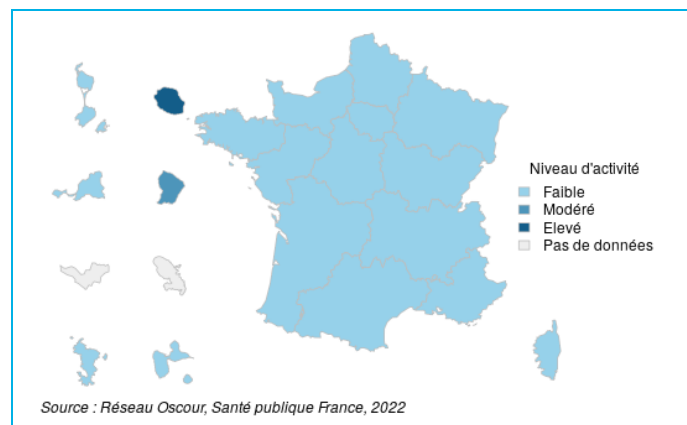 Niveau d'activité
Faible
Modéré
Elevé
Pas de données
Source : Réseau Oscour, Santé publique France, 2022